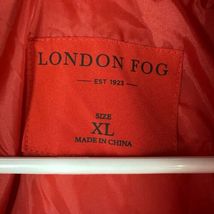 LONDON FOG
EST 1923
SIZE
XL
MADE IN CHINA